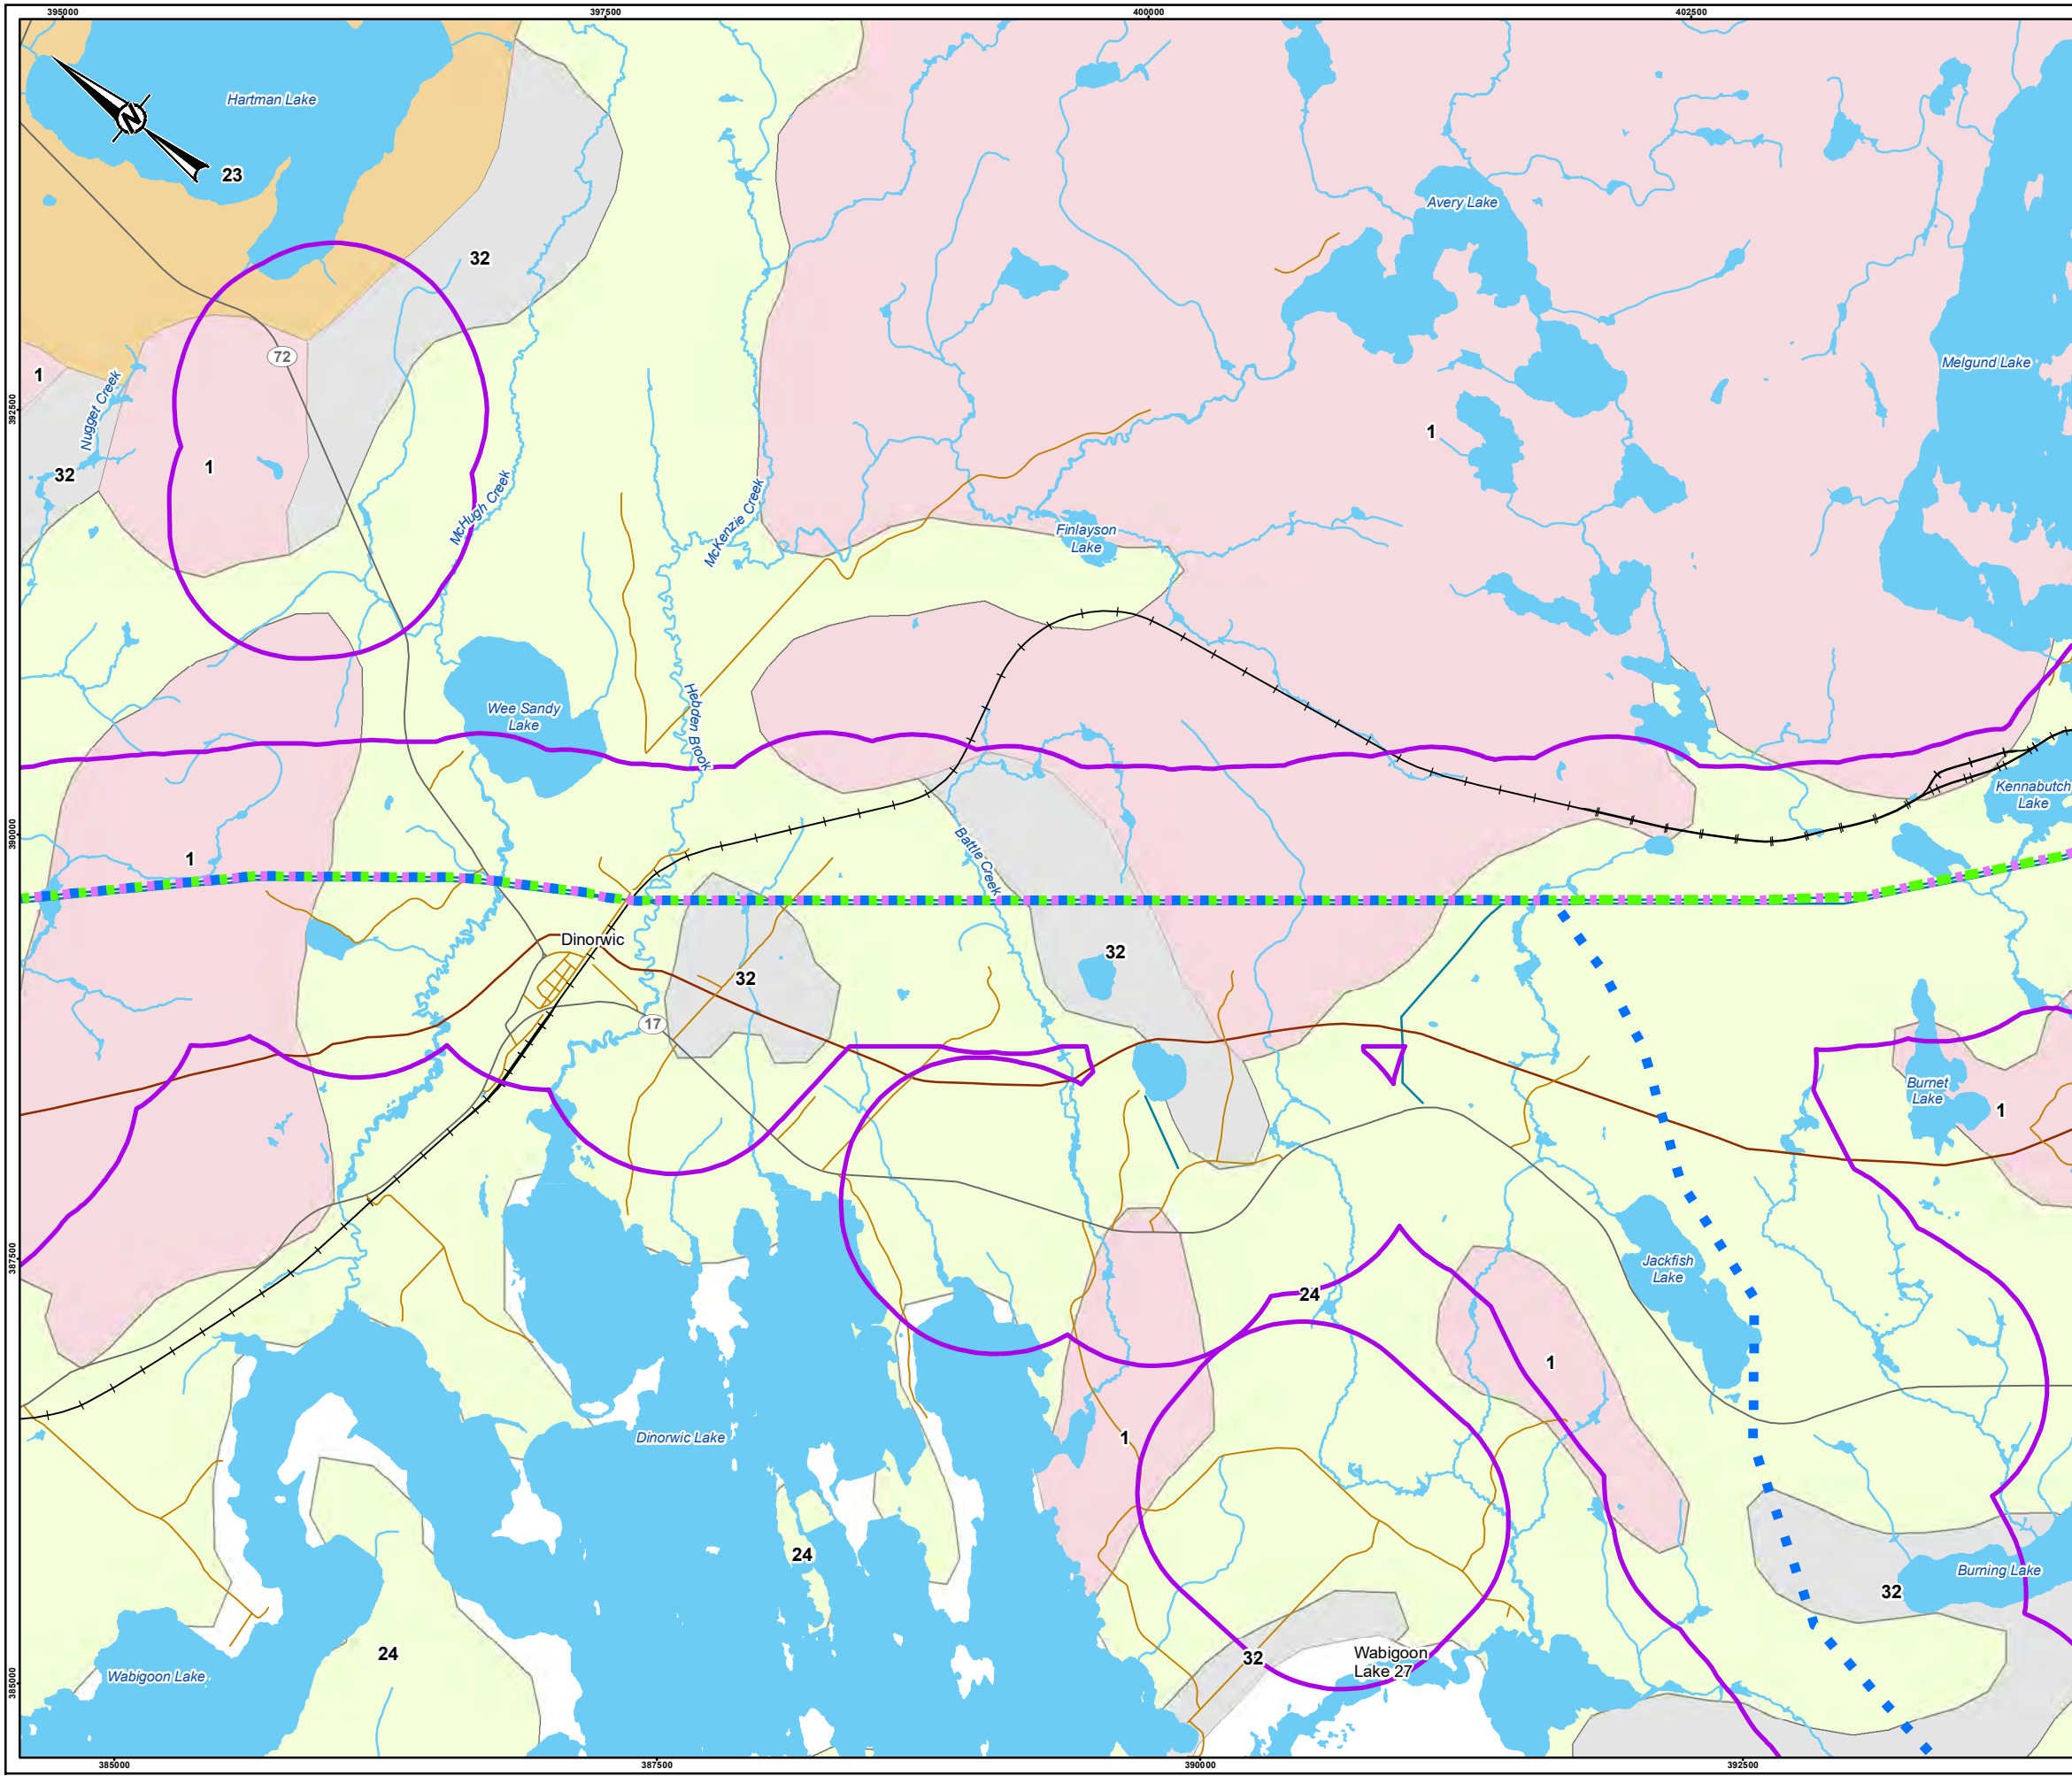 395000
397500
400000
402500
Hartman Lake
N
23
Avery Lake
32
72
Melgund Lake
1
392500
Nugget Creek
1
1
32
McHugh Creek
McKenzie Creek
Finlayson
Lake
Wee Sandy
Lake
Hebden Brook
Kennabutch
Lake
390000
1
Battle Creek
Dinorwic
32
32
17
Burnet
Lake
1
387500
Jackfish
Lake
24
1
Dinorwic Lake
1
24
Burning Lake
32
24
32
Wabigoon
Lake 27
Wabigoon Lake
385000
385000
387500
390000
392500